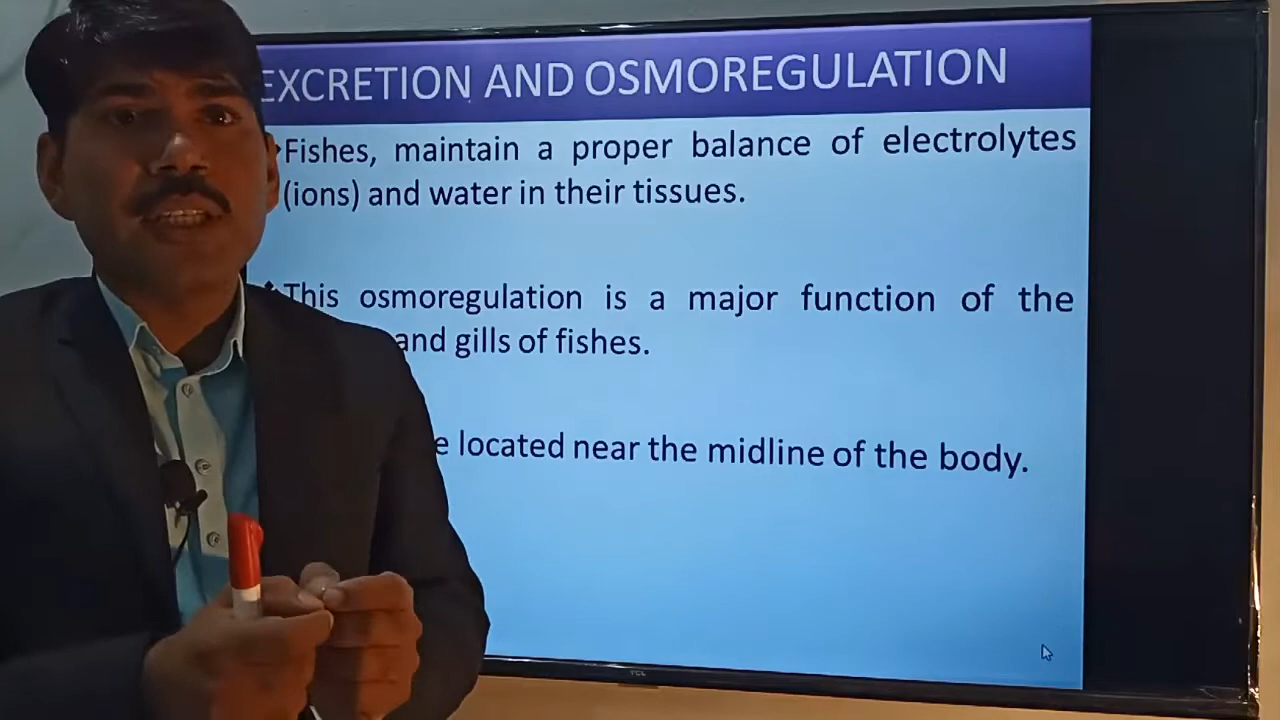 EXCRETION AND OSMOREGULATION
Fishes, maintain a proper balance of electrolytes
(ions) and water in their tissues.
This osmoregulation is a major function of the
and gills of fishes.
located near the midline of the body.
TCL